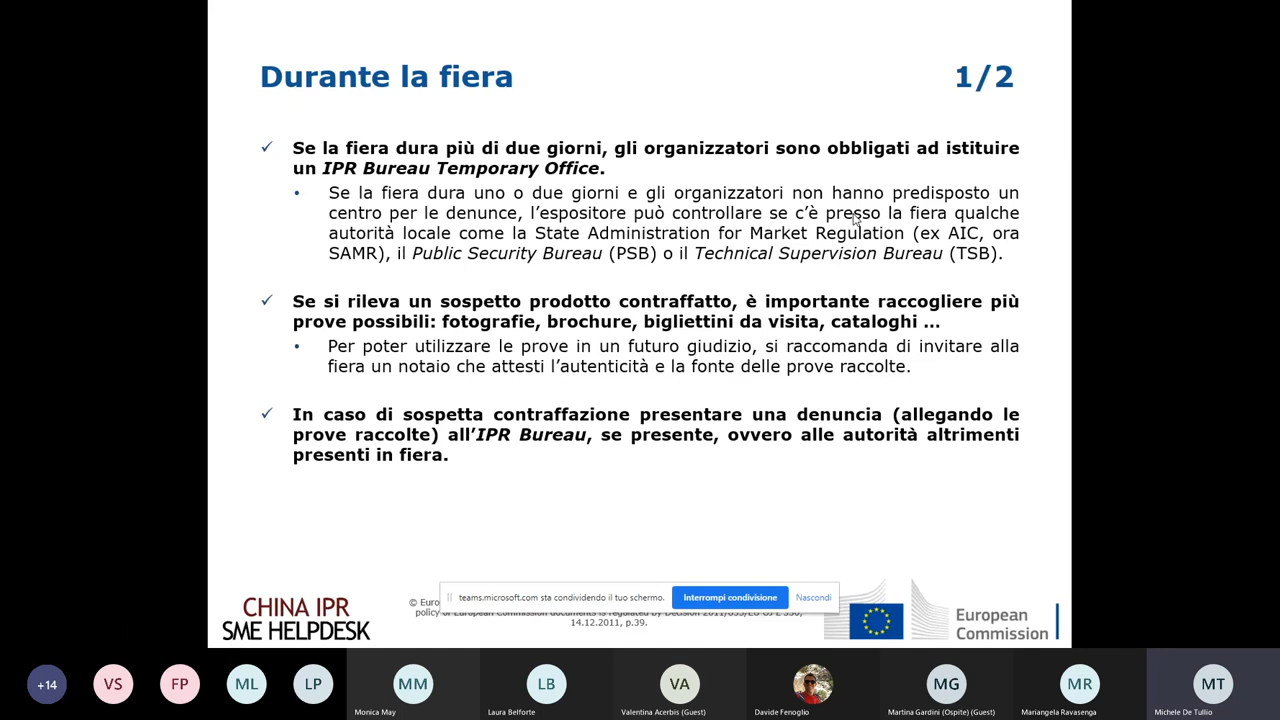 Durante la fiera 1/2
✓ Se la fiera dura più di due giorni, gli organizzatori sono obbligati ad istituire
un IPR Bureau Temporary Office.
• Se la fiera dura uno o due giorni e gli organizzatori non hanno predisposto un
centro per le denunce, l’espositore può controllare se c’è presso la fiera qualche
autorità locale come la State Administration for Market Regulation (ex AIC, ora
SAMR), il Public Security Bureau (PSB) o il Technical Supervision Bureau (TSB).
✓ Se si rileva un sospetto prodotto contraffatto, è importante raccogliere più
prove possibili: fotografie, brochure, bigliettini da visita, cataloghi ...
• Per poter utilizzare le prove in un futuro giudizio, si raccomanda di invitare alla
fiera un notaio che attesti l’autenticità e la fonte delle prove raccolte.
✓ In caso di sospetta contraffazione presentare una denuncia (allegando le
prove raccolte) all’IPR Bureau, se presente, ovvero alle autorità altrimenti
presenti in fiera.
teams.microsoft.com sta condividendo il tuo schermo. Interrompi condivisione Nascondi
14.12.2011, p.39.
CHINA IPR
SME HELPDESK
European
Commission
+14 VS FP ML LP MM LB VA MG MR MT
Monica May Laura Belforte Valentina Acerbis (Guest) Davide Fenoglio Martina Gardini (Ospite) (Guest) Mariangela Ravasenga Michele De Tullio